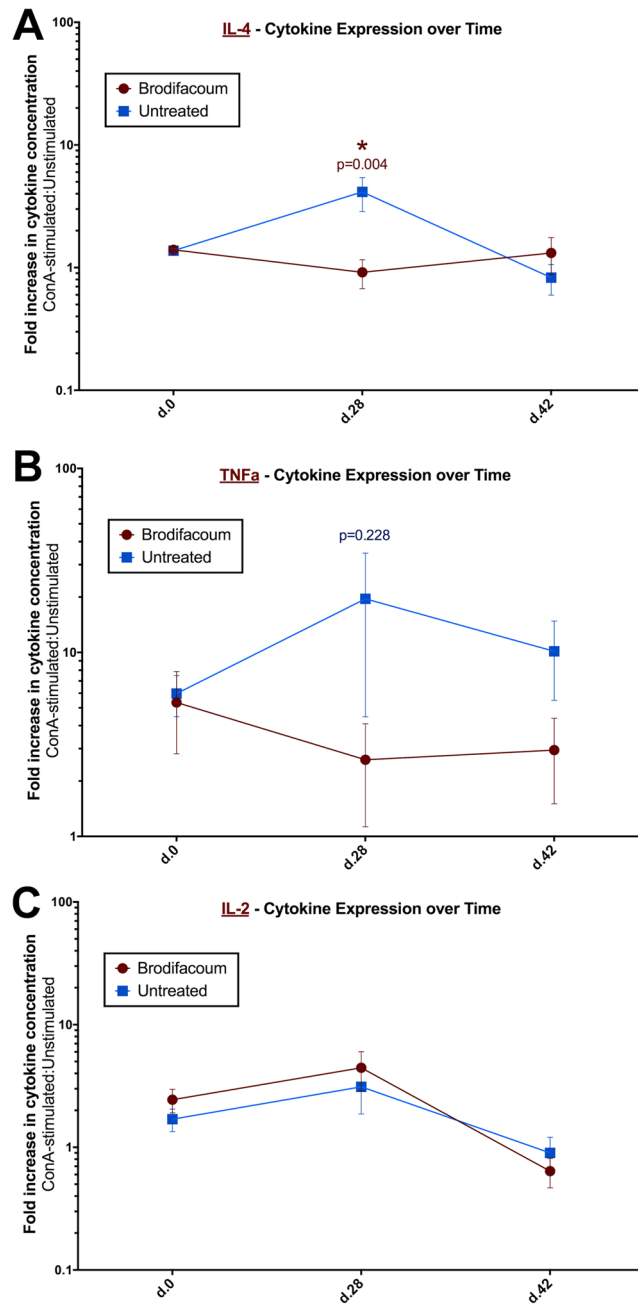 A
IL-4 - Cytokine Expression over Time
100
10
1
0.1
Fold increase in cytokine concentration
ConA-stimulated:Unstimulated
Brodifacoum
Untreated
*
p=0.004
d.0
d.28
d.42
B
TNFa - Cytokine Expression over Time
100
10
1
Fold increase in cytokine concentration
ConA-stimulated:Unstimulated
Brodifacoum
Untreated
p=0.228
d.0
d.28
d.42
C
IL-2 - Cytokine Expression over Time
100
10
1
0.1
Fold increase in cytokine concentration
ConA-stimulated:Unstimulated
Brodifacoum
Untreated
d.0
d.28
d.42